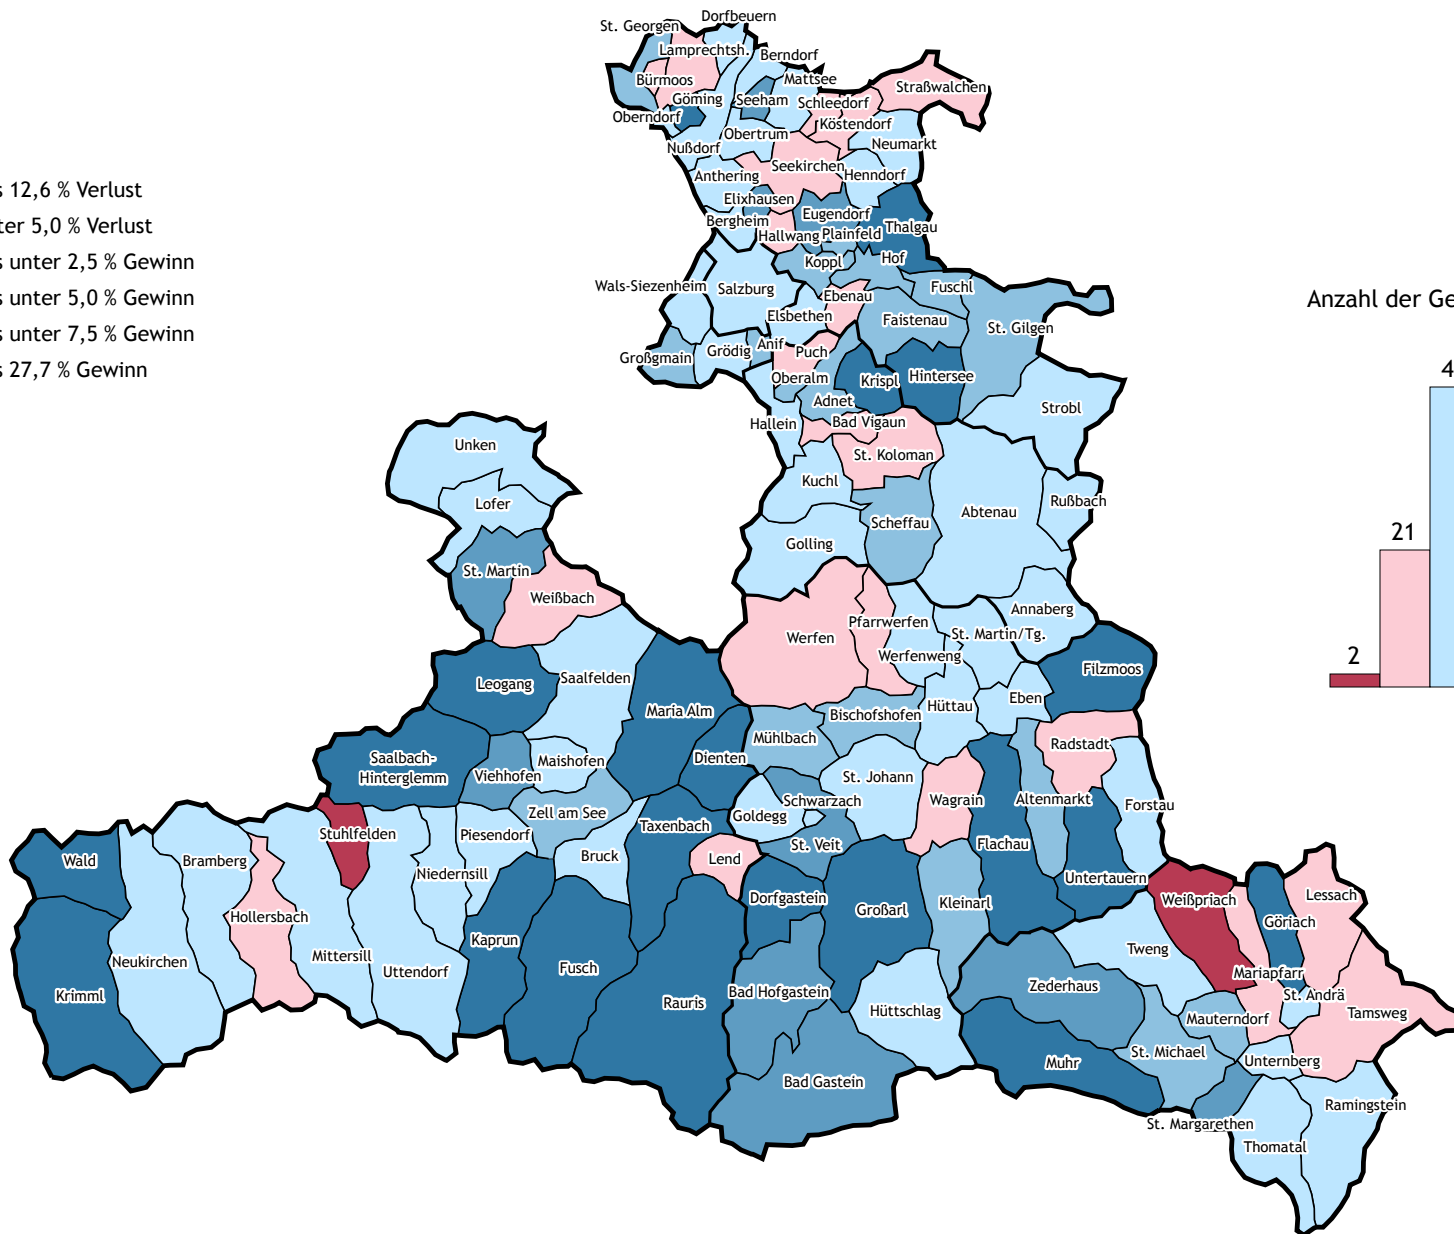 s 12,6 % Verlust
ter 5,0 % Verlust
s unter 2,5 % Gewinn
s unter 5,0 % Gewinn
s unter 7,5 % Gewinn
s 27,7 % Gewinn
Anzahl der Ge
4
21
2
Dorfbeuern
St. Georgen
Lamprechtsh.
Berndorf
Bürmoos
Mattsee
Straßwalchen
Göming
Seeham
Schleedorf
Oberndorf
Köstendorf
Obertrum
Nußdorf
Neumarkt
Seekirchen
Anthering
Henndorf
Elixhausen
Eugendorf
Bergheim
Thalgau
Hallwang
Plainfeld
Koppl
Hof
Wals-Siezenheim
Salzburg
Ebenau
Fuschl
Elsbethen
Faistenau
St. Gilgen
Anif
Großgmain
Grödig
Puch
Oberalm
Krispl
Hintersee
Adnet
Strobl
Hallein
Bad Vigaun
Unken
St. Koloman
Kuchl
Lofer
Rußbach
Abtenau
Scheffau
Golling
St. Martin
Weißbach
Annaberg
Pfarrwerfen
Werfen
St. Martin/Tg.
Werfenweng
Filzmoos
Saalfelden
Leogang
Eben
Hüttau
Maria Alm
Bischofshofen
Mühlbach
Radstadt
Saalbach-
Hinterglemm
Dienten
Maishofen
Viehhofen
St. Johann
Schwarzach
Wagrain
Altenmarkt
Forstau
Zell am See
Goldegg
Taxenbach
Stuhlfelden
Piesendorf
St. Veit
Flachau
Bruck
Lend
Wald
Bramberg
Niedernsill
Untertauern
Dorfgastein
Lessach
Weißpriach
Kleinarl
Großarl
Hollersbach
Göriach
Kaprun
Tweng
Mittersill
Neukirchen
Fusch
Uttendorf
Mariapfarr
Zederhaus
Bad Hofgastein
Krimml
St. Andrä
Rauris
Hüttschlag
Tamsweg
Mauterndorf
St. Michael
Unternberg
Muhr
Bad Gastein
Ramingstein
St. Margarethen
Thomatal